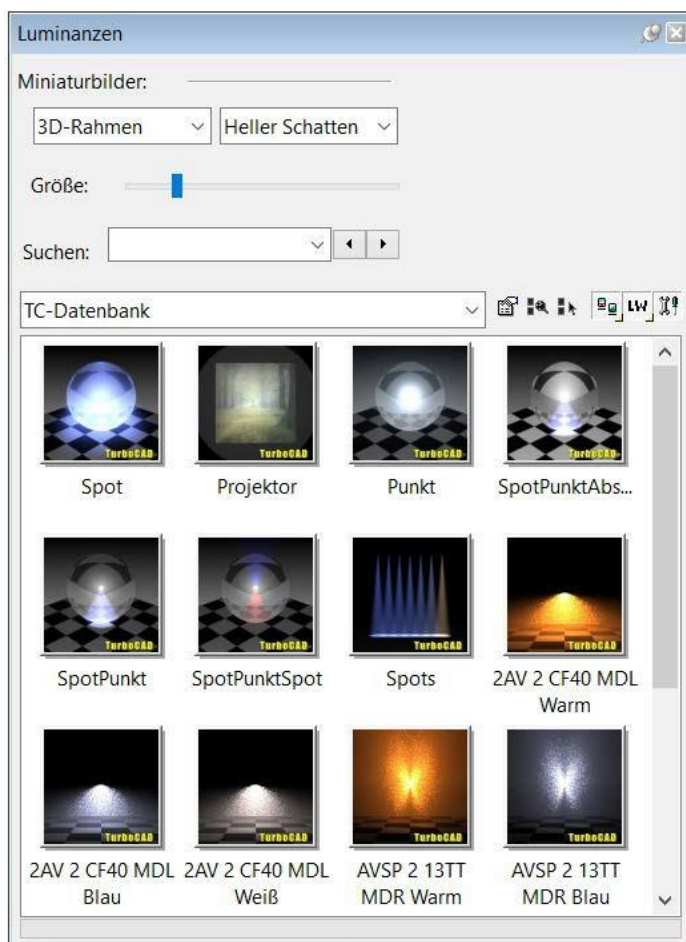 Luminanzen
Miniaturbilder:
3D-Rahmen Heller Schatten
Größe:
Suchen:
TC-Datenbank LW
TurboCAD TurboCAD TurboCAD TurboCAD
Spot Projektor Punkt SpotPunktAbs...
TurboCAD TurboCAD TurboCAD TurboCAD
SpotPunkt SpotPunktSpot Spots 2AV 2 CF40 MDL
Warm
TurboCAD TurboCAD TurboCAD TurboCAD
2AV 2 CF40 MDL 2AV 2 CF40 MDL AVSP 2 13TT AVSP 2 13TT
Blau Weiß MDR Warm MDR Blau